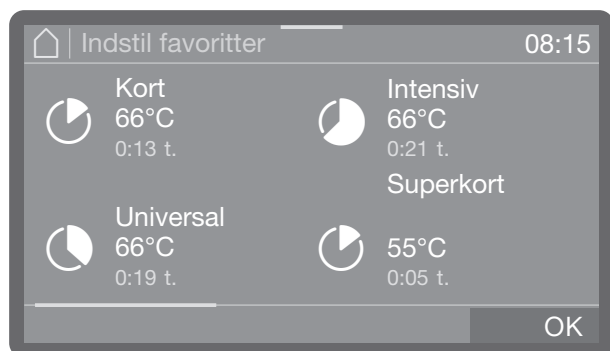 Indstil favoritter
08:15
Kort
66°C
0:13 t.
Intensiv
66°C
0:21 t.
Universal
66°C
0:19 t.
Superkort
55°C
0:05 t.
OK